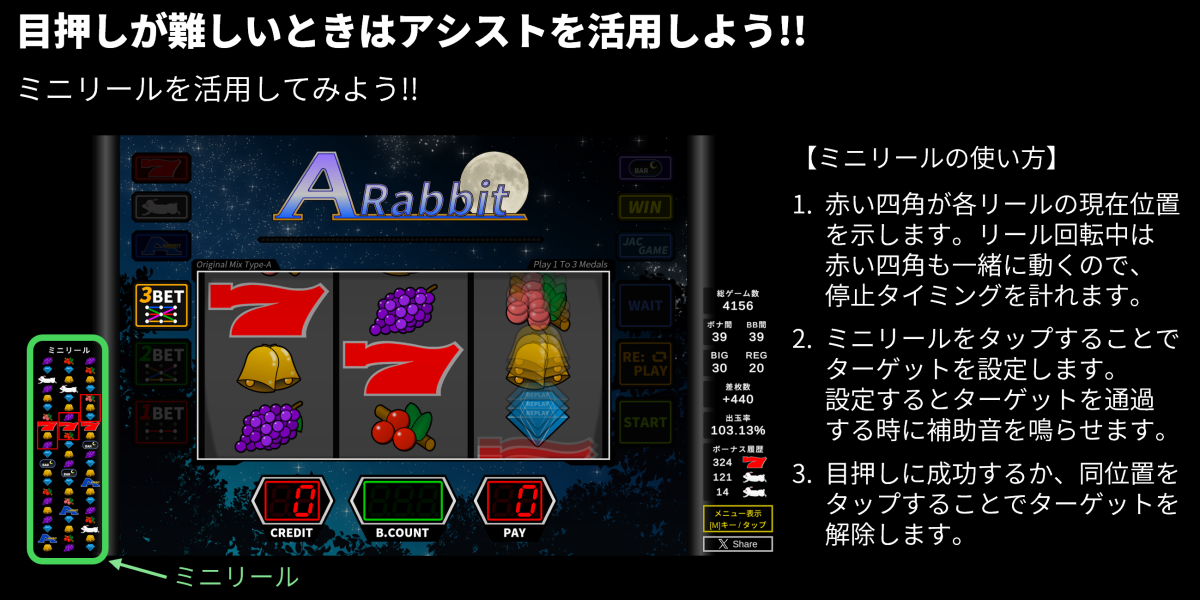 目押しが難しいときはアシストを活用しよう!!
ミニリールを活用してみよう!!
A Rabbit
BAR
WIN
JAC
GAME
Original Mix Type-A
Play 1 To 3 Medals
3BET
2BET
1BET
WAIT
RE:
PLAY
START
REPLAY
REPLAY
REPLAY
CREDIT
B.COUNT
PAY
0
0
総ゲーム数
4156
ボナ間 BB間
39 39
BIG REG
30 20
差枚数
+440
出玉率
103.13%
ボーナス履歴
324
121
14
メニュー表示
[M]キー / タップ
X Share
ミニリール
ミニリール
【ミニリールの使い方】
1. 赤い四角が各リールの現在位置
を示します。リール回転中は
赤い四角も一緒に動くので、
停止タイミングを計れます。
2. ミニリールをタップすることで
ターゲットを設定します。
設定するとターゲットを通過
する時に補助音を鳴らせます。
3. 目押しに成功するか、同位置を
タップすることでターゲットを
解除します。